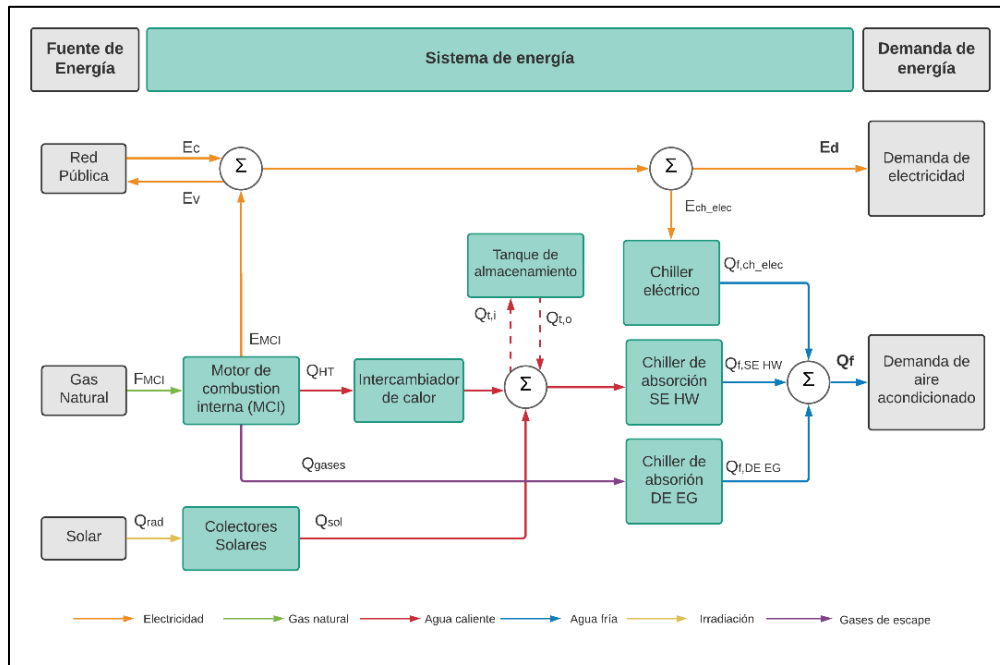 Fuente de
Energía
Sistema de energía
Demanda de
energía
Red
Pública
Ec
Ev
Σ
Σ
Ed
Demanda de
electricidad
Ech_elec
Tanque de
almacenamiento
Chiller
eléctrico
Qf,ch_elec
Qt,i
Qt,o
EMCI
Gas
Natural
FMCI
Motor de
combustion
interna (MCI)
QHT
Intercambiador
de calor
Σ
Chiller de
absorción
SE HW
Qf,SE HW
Σ
Qf
Demanda de
aire
acondicionado
Qgases
Chiller de
absorión
DE EG
Qf,DE EG
Solar
Qrad
Colectores
Solares
Qsol
Electricidad
Gas natural
Agua caliente
Agua fría
Irradiación
Gases de escape